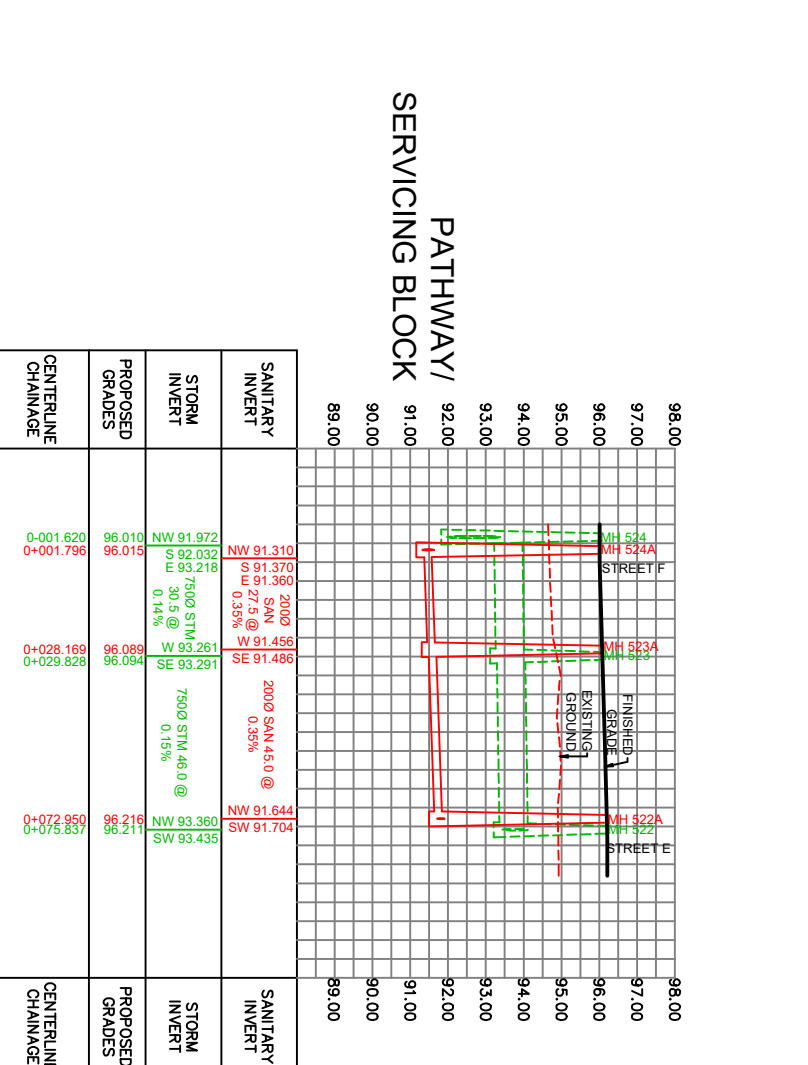 PATHWAY/
SERVICING BLOCK
98.00
97.00
96.00
95.00
94.00
93.00
92.00
91.00
90.00
89.00
98.00
97.00
96.00
95.00
94.00
93.00
92.00
91.00
90.00
89.00
MH 524
MH 524A
STREET F
MH 523A
MH 523
FINISHED
GRADE
EXISTING
GROUND
MH 522A
MH 522
STREET E
SANITARY
INVERT
NW 91.310
S 91.370
E 91.360
200Ø
SAN
27.5 @
0.35%
W 91.456
SE 91.486
200Ø SAN 45.0 @
0.35%
NW 91.644
SW 91.704
SANITARY
INVERT
STORM
INVERT
NW 91.972
S 92.032
E 93.218
750Ø STM
30.5 @
0.14%
W 93.261
SE 93.291
750Ø STM 46.0 @
0.15%
NW 93.360
SW 93.435
STORM
INVERT
PROPOSED
GRADES
96.010
96.015
96.089
96.094
96.216
96.211
PROPOSED
GRADES
CENTERLINE
CHAINAGE
0-001.620
0+001.796
0+028.169
0+029.828
0+072.950
0+075.837
CENTERLINE
CHAINAGE